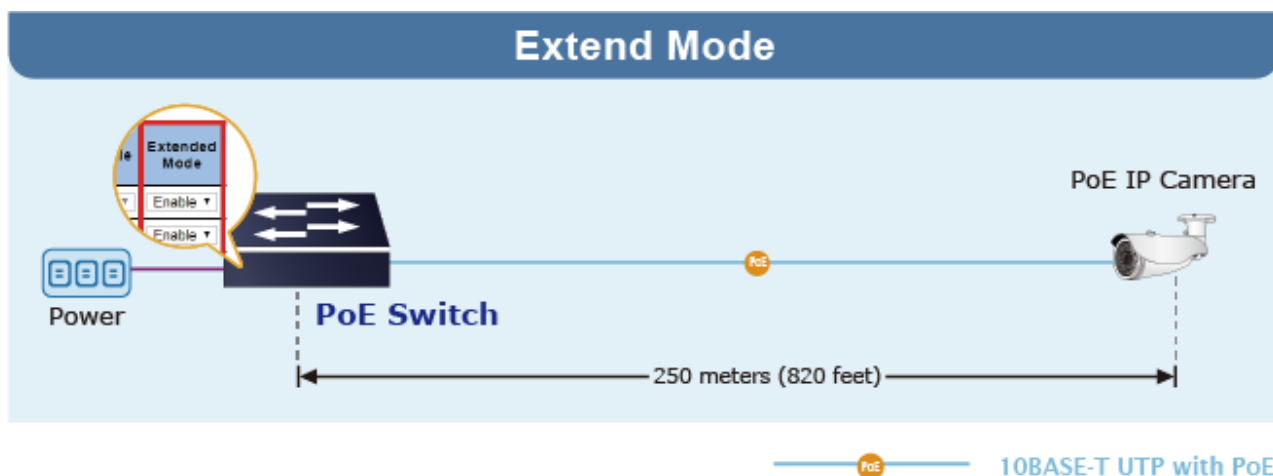 Extend Mode
le
Extended
Mode
Enable
Enable
PoE IP Camera
Power
PoE Switch
PoE
250 meters (820 feet)
PoE
10BASE-T UTP with PoE